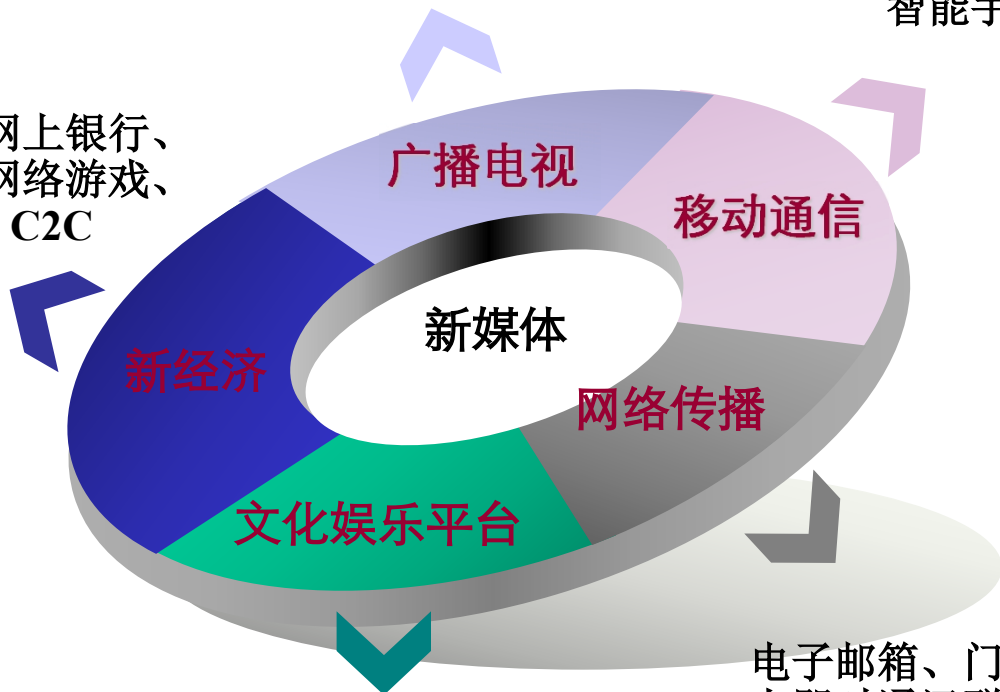 智能手
网上银行、
网络游戏、
C2C
广播电视
移动通信
新媒体
新经济
网络传播
文化娱乐平台
电子邮箱、门